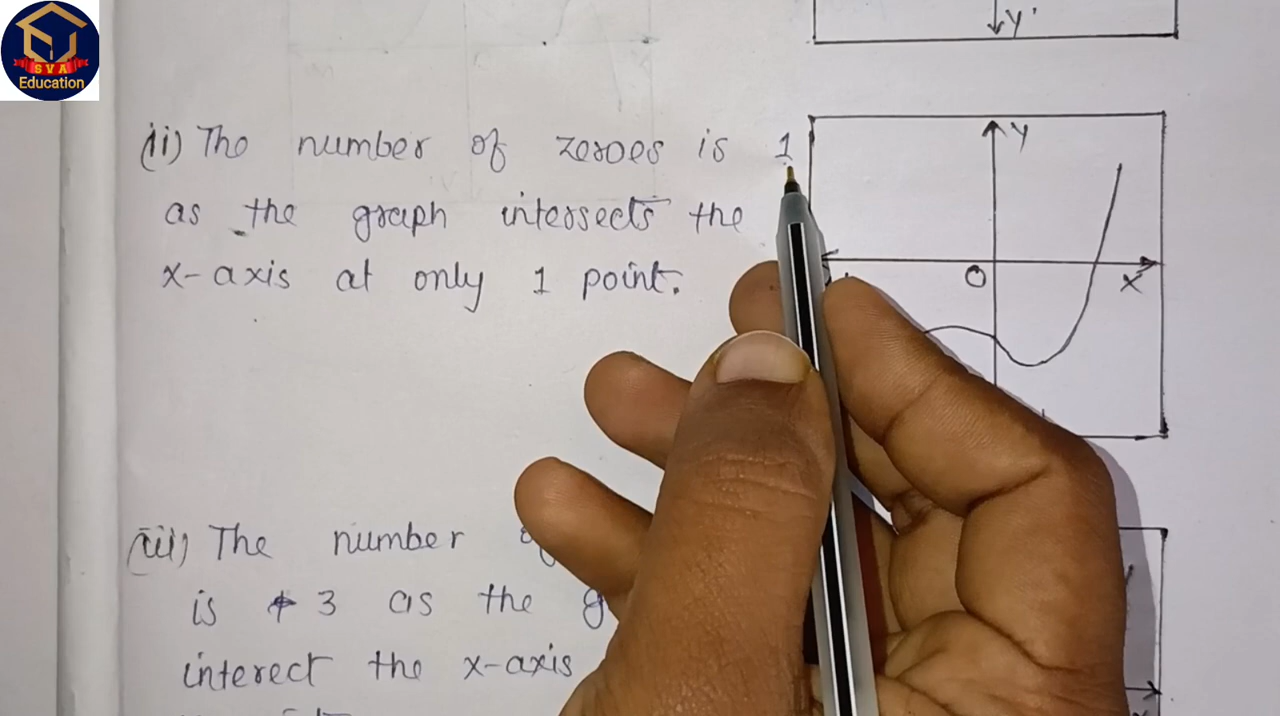 SVA
Education
Y'
(ii) The number of zeroes is 1
as the graph intersects the
x-axis at only 1 point.
Y
O
X
(iii) The number
is 3 as the
interect the x-axis